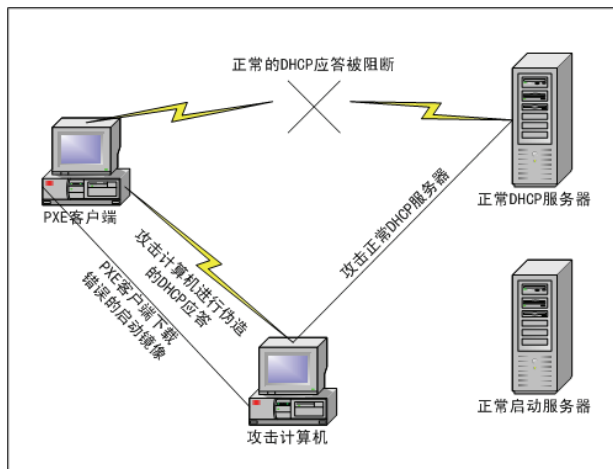 正常的DHCP应答被阻断
PXE客户端
正常DHCP服务器
攻击正常DHCP服务器
攻击计算机进行伪造
的DHCP应答
PXE客户端下载
错误的启动镜像
攻击计算机
正常启动服务器